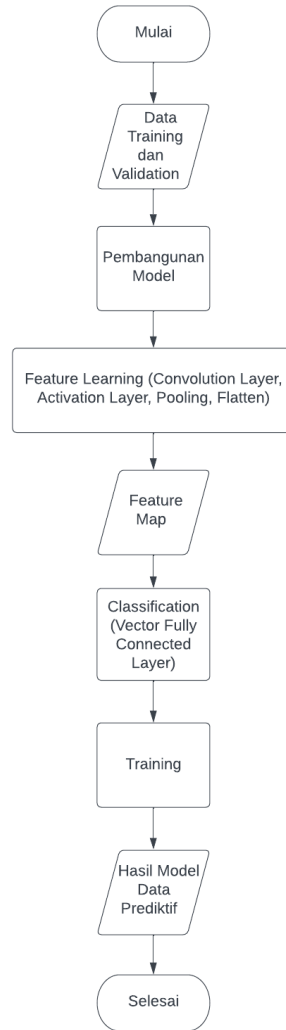 Mulai
Data
Training
dan
Validation
Pembangunan
Model
Feature Learning (Convolution Layer,
Activation Layer, Pooling, Flatten)
Feature
Map
Classification
(Vector Fully
Connected
Layer)
Training
Hasil Model
Data
Prediktif
Selesai